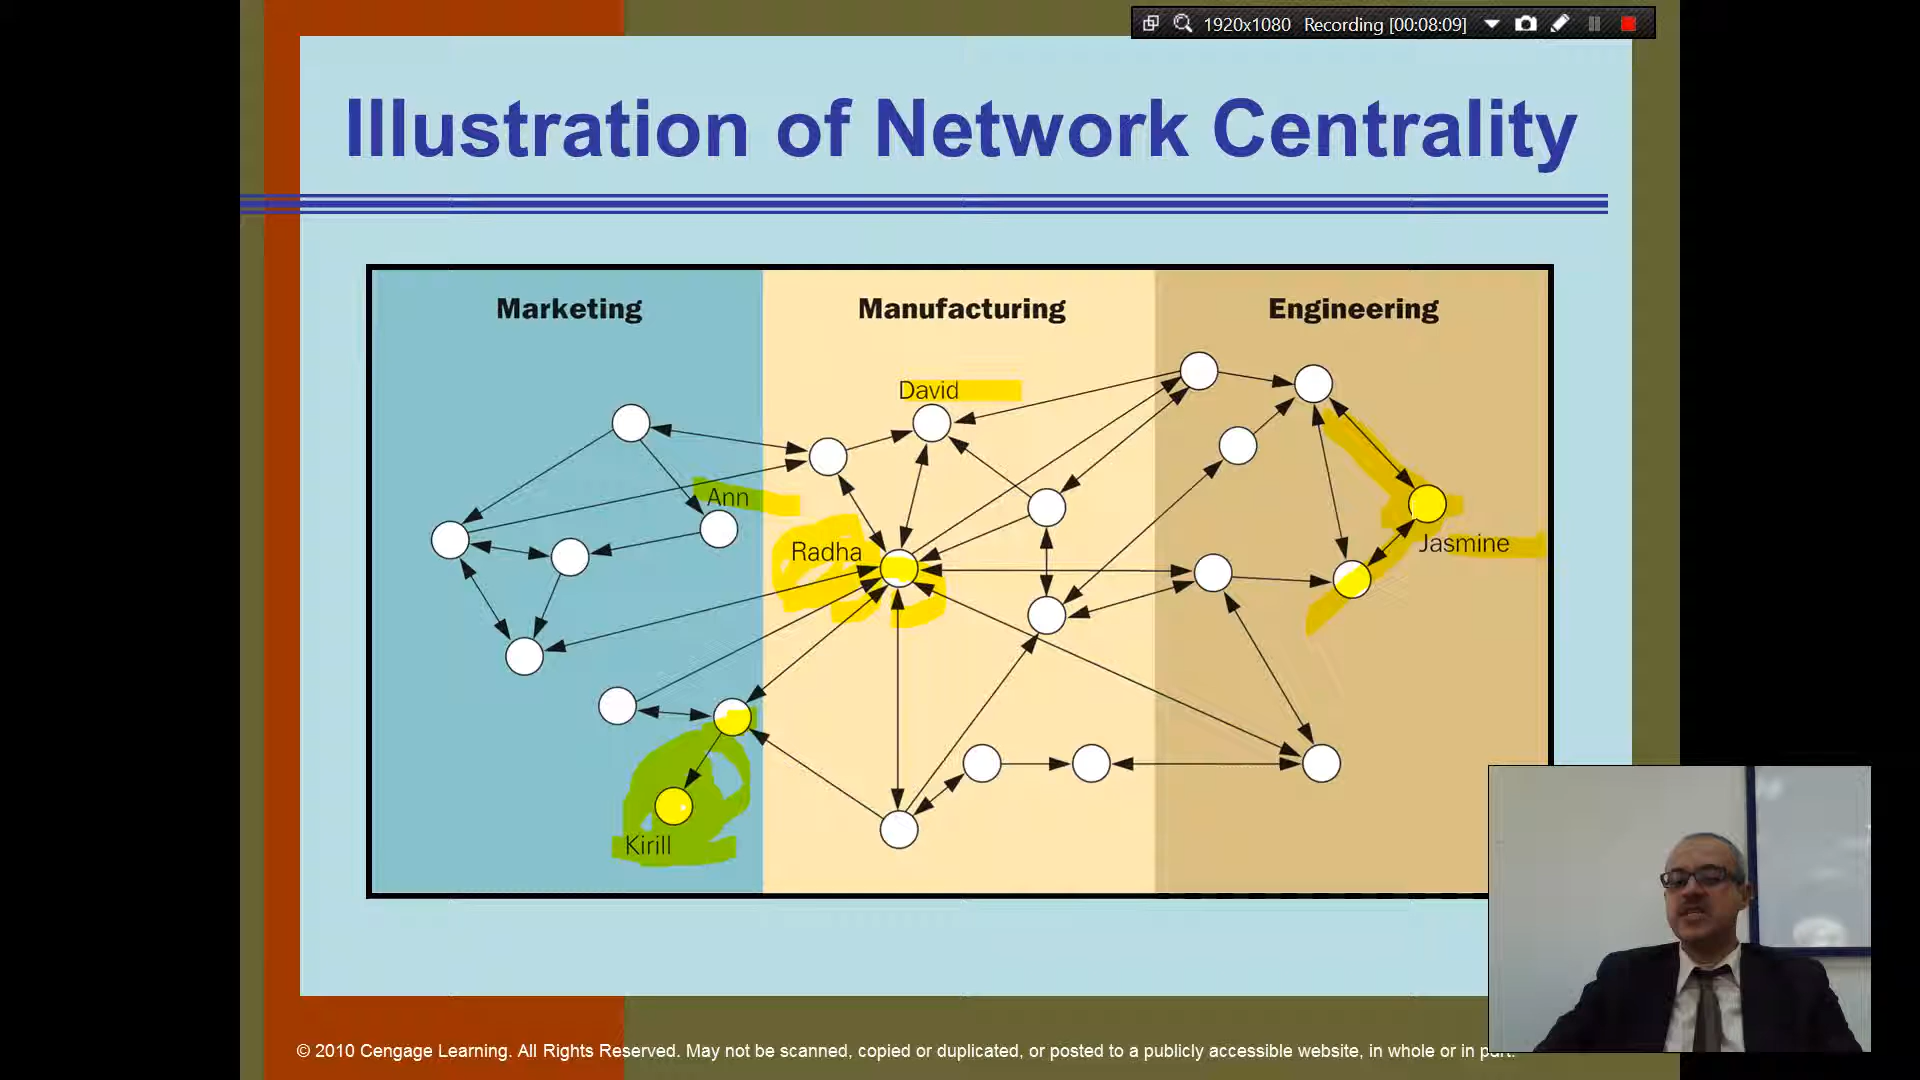 1920x1080 Recording [00:08:09]
Illustration of Network Centrality
Marketing Manufacturing Engineering
David
Ann
Radha
Jasmine
Kirill
© 2010 Cengage Learning. All Rights Reserved. May not be scanned, copied or duplicated, or posted to a publicly accessible website, in whole or in part.